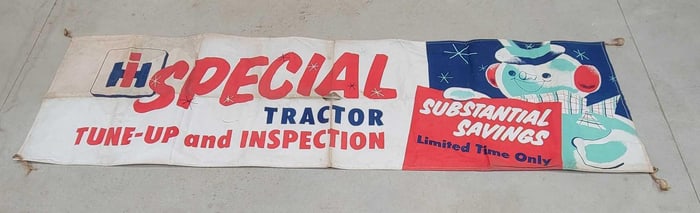 IH
SPECIAL
TRACTOR
TUNE-UP and INSPECTION
SUBSTANTIAL
SAVINGS
Limited Time Only